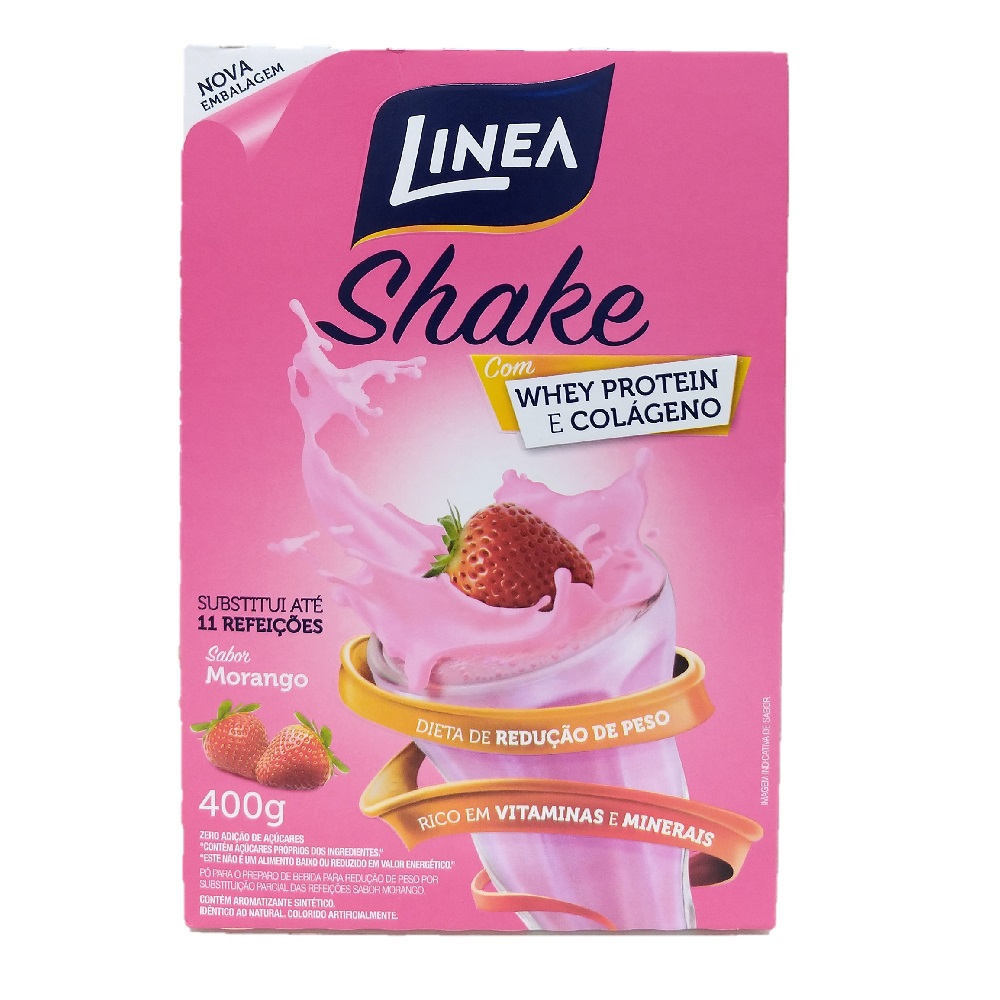 NOVA
EMBALAGEM
LINEA
Shake
Com
WHEY PROTEIN
E COLÁGENO
SUBSTITUI ATÉ
11 REFEIÇÕES
Sabor
Morango
DIETA DE REDUÇÃO DE PESO
RICO EM VITAMINAS E MINERAIS
IMAGEM INDICATIVA DE SABOR
400g
ZERO ADIÇÃO DE AÇÚCARES
"CONTÉM AÇÚCARES PRÓPRIOS DOS INGREDIENTES."
"ESTE NÃO É UM ALIMENTO BAIXO OU REDUZIDO EM VALOR ENERGÉTICO."
PÓ PARA O PREPARO DE BEBIDA PARA REDUÇÃO DE PESO POR
SUBSTITUIÇÃO PARCIAL DAS REFEIÇÕES SABOR MORANGO.
CONTÉM AROMATIZANTE SINTÉTICO.
IDÊNTICO AO NATURAL. COLORIDO ARTIFICIALMENTE.